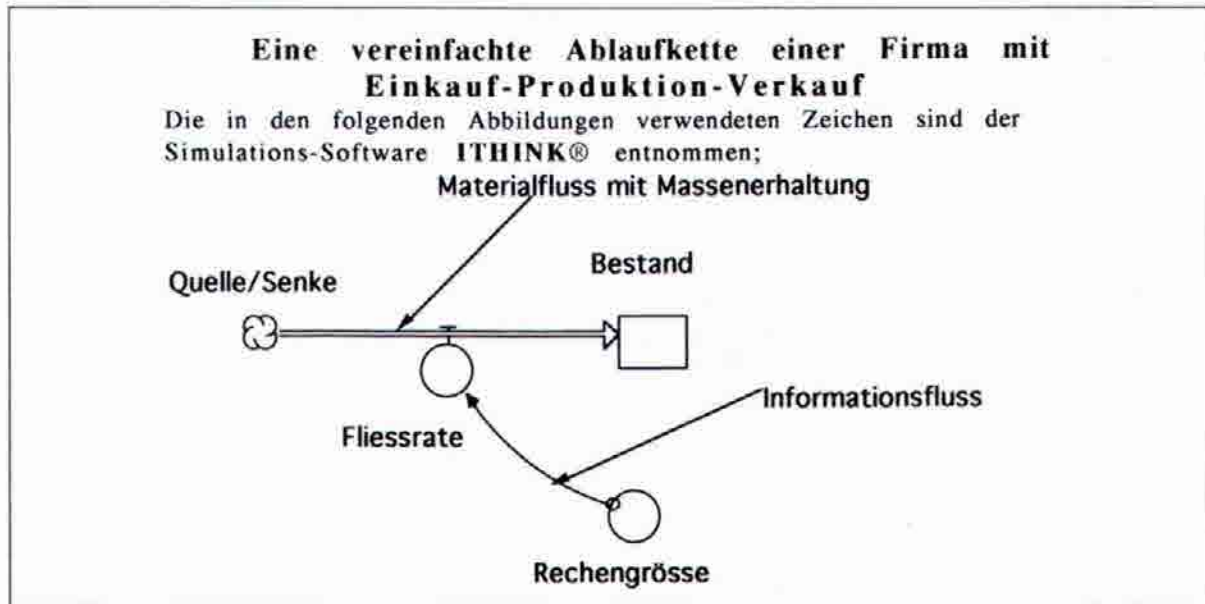 Eine vereinfachte Ablaufkette einer Firma mit
Einkauf-Produktion-Verkauf
Die in den folgenden Abbildungen verwendeten Zeichen sind der
Simulations-Software ITHINK® entnommen;
Materialfluss mit Massenerhaltung
Bestand
Quelle/Senke
Informationsfluss
Fliessrate
Rechengrösse